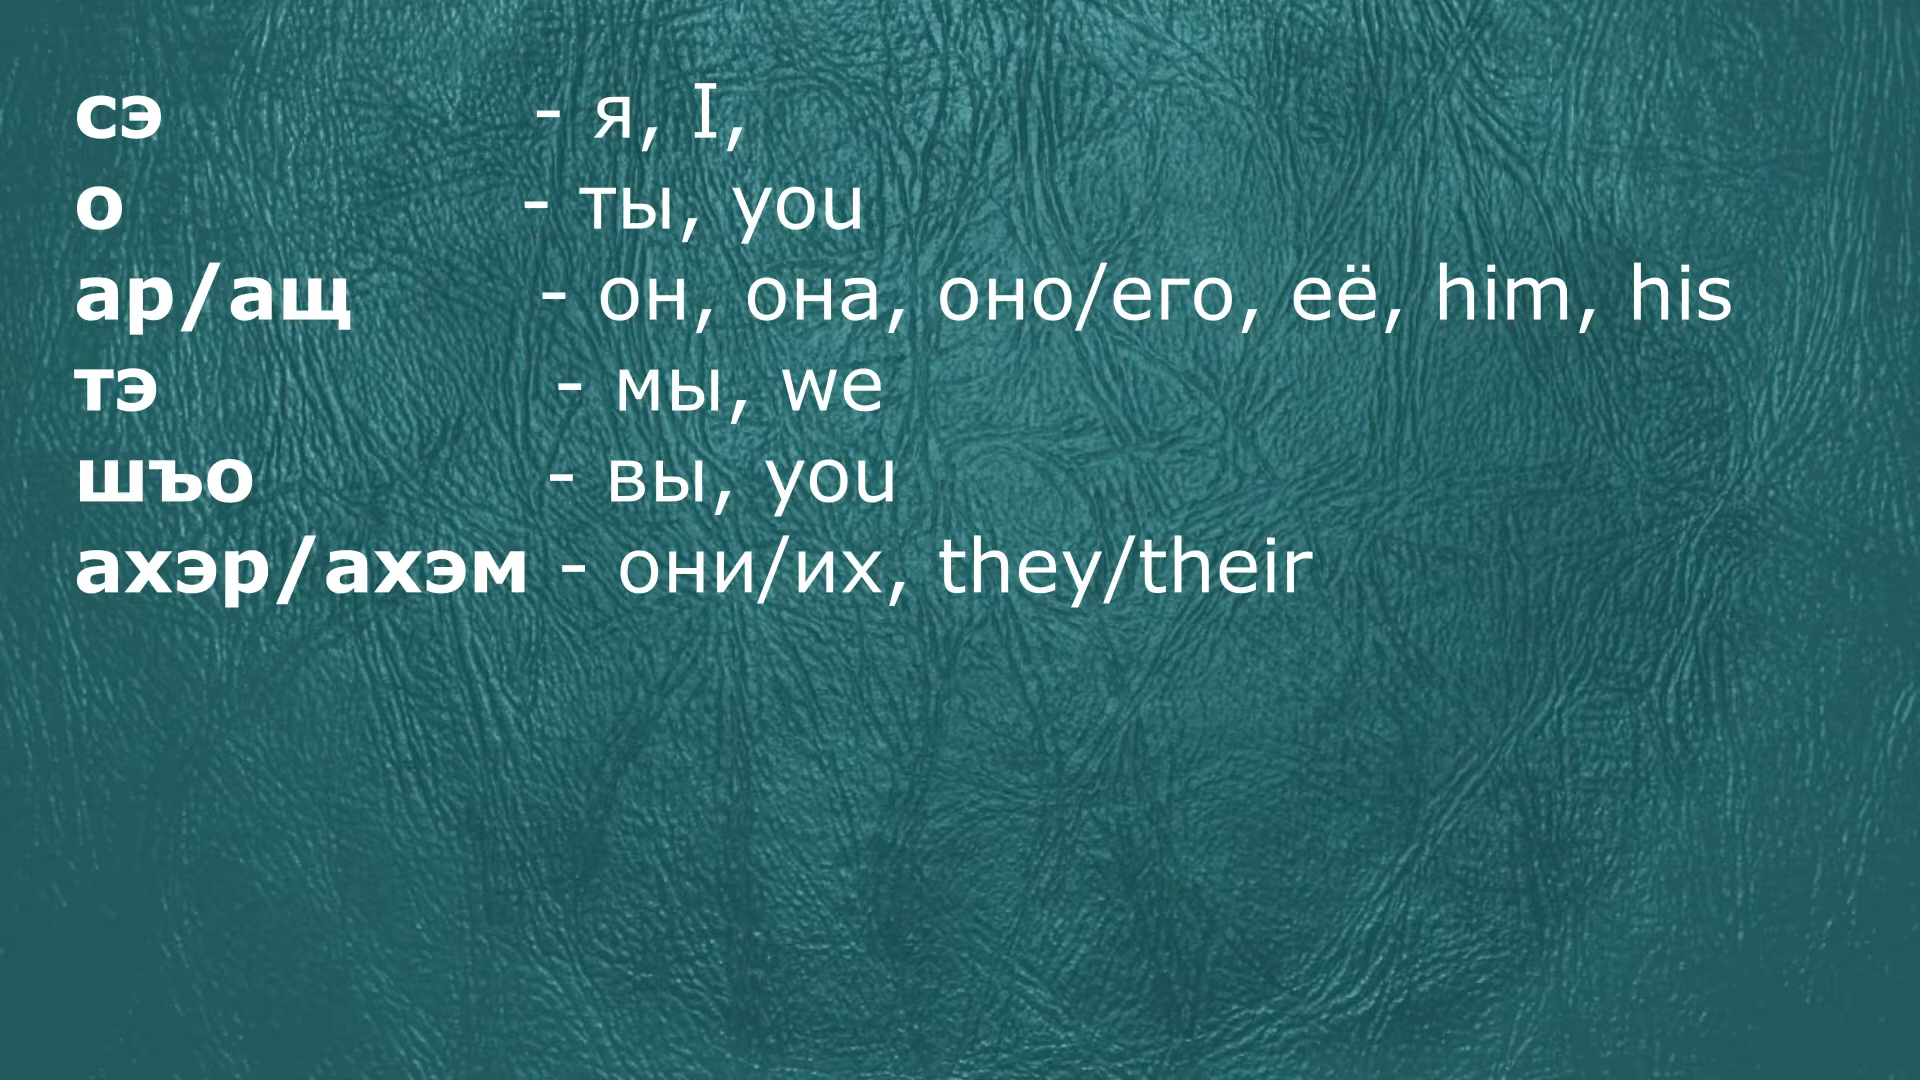 сэ - я, I,
о - ты, you
ар/ащ - он, она, оно/его, её, him, his
тэ - мы, we
шъо - вы, you
ахэр/ахэм - они/их, they/their